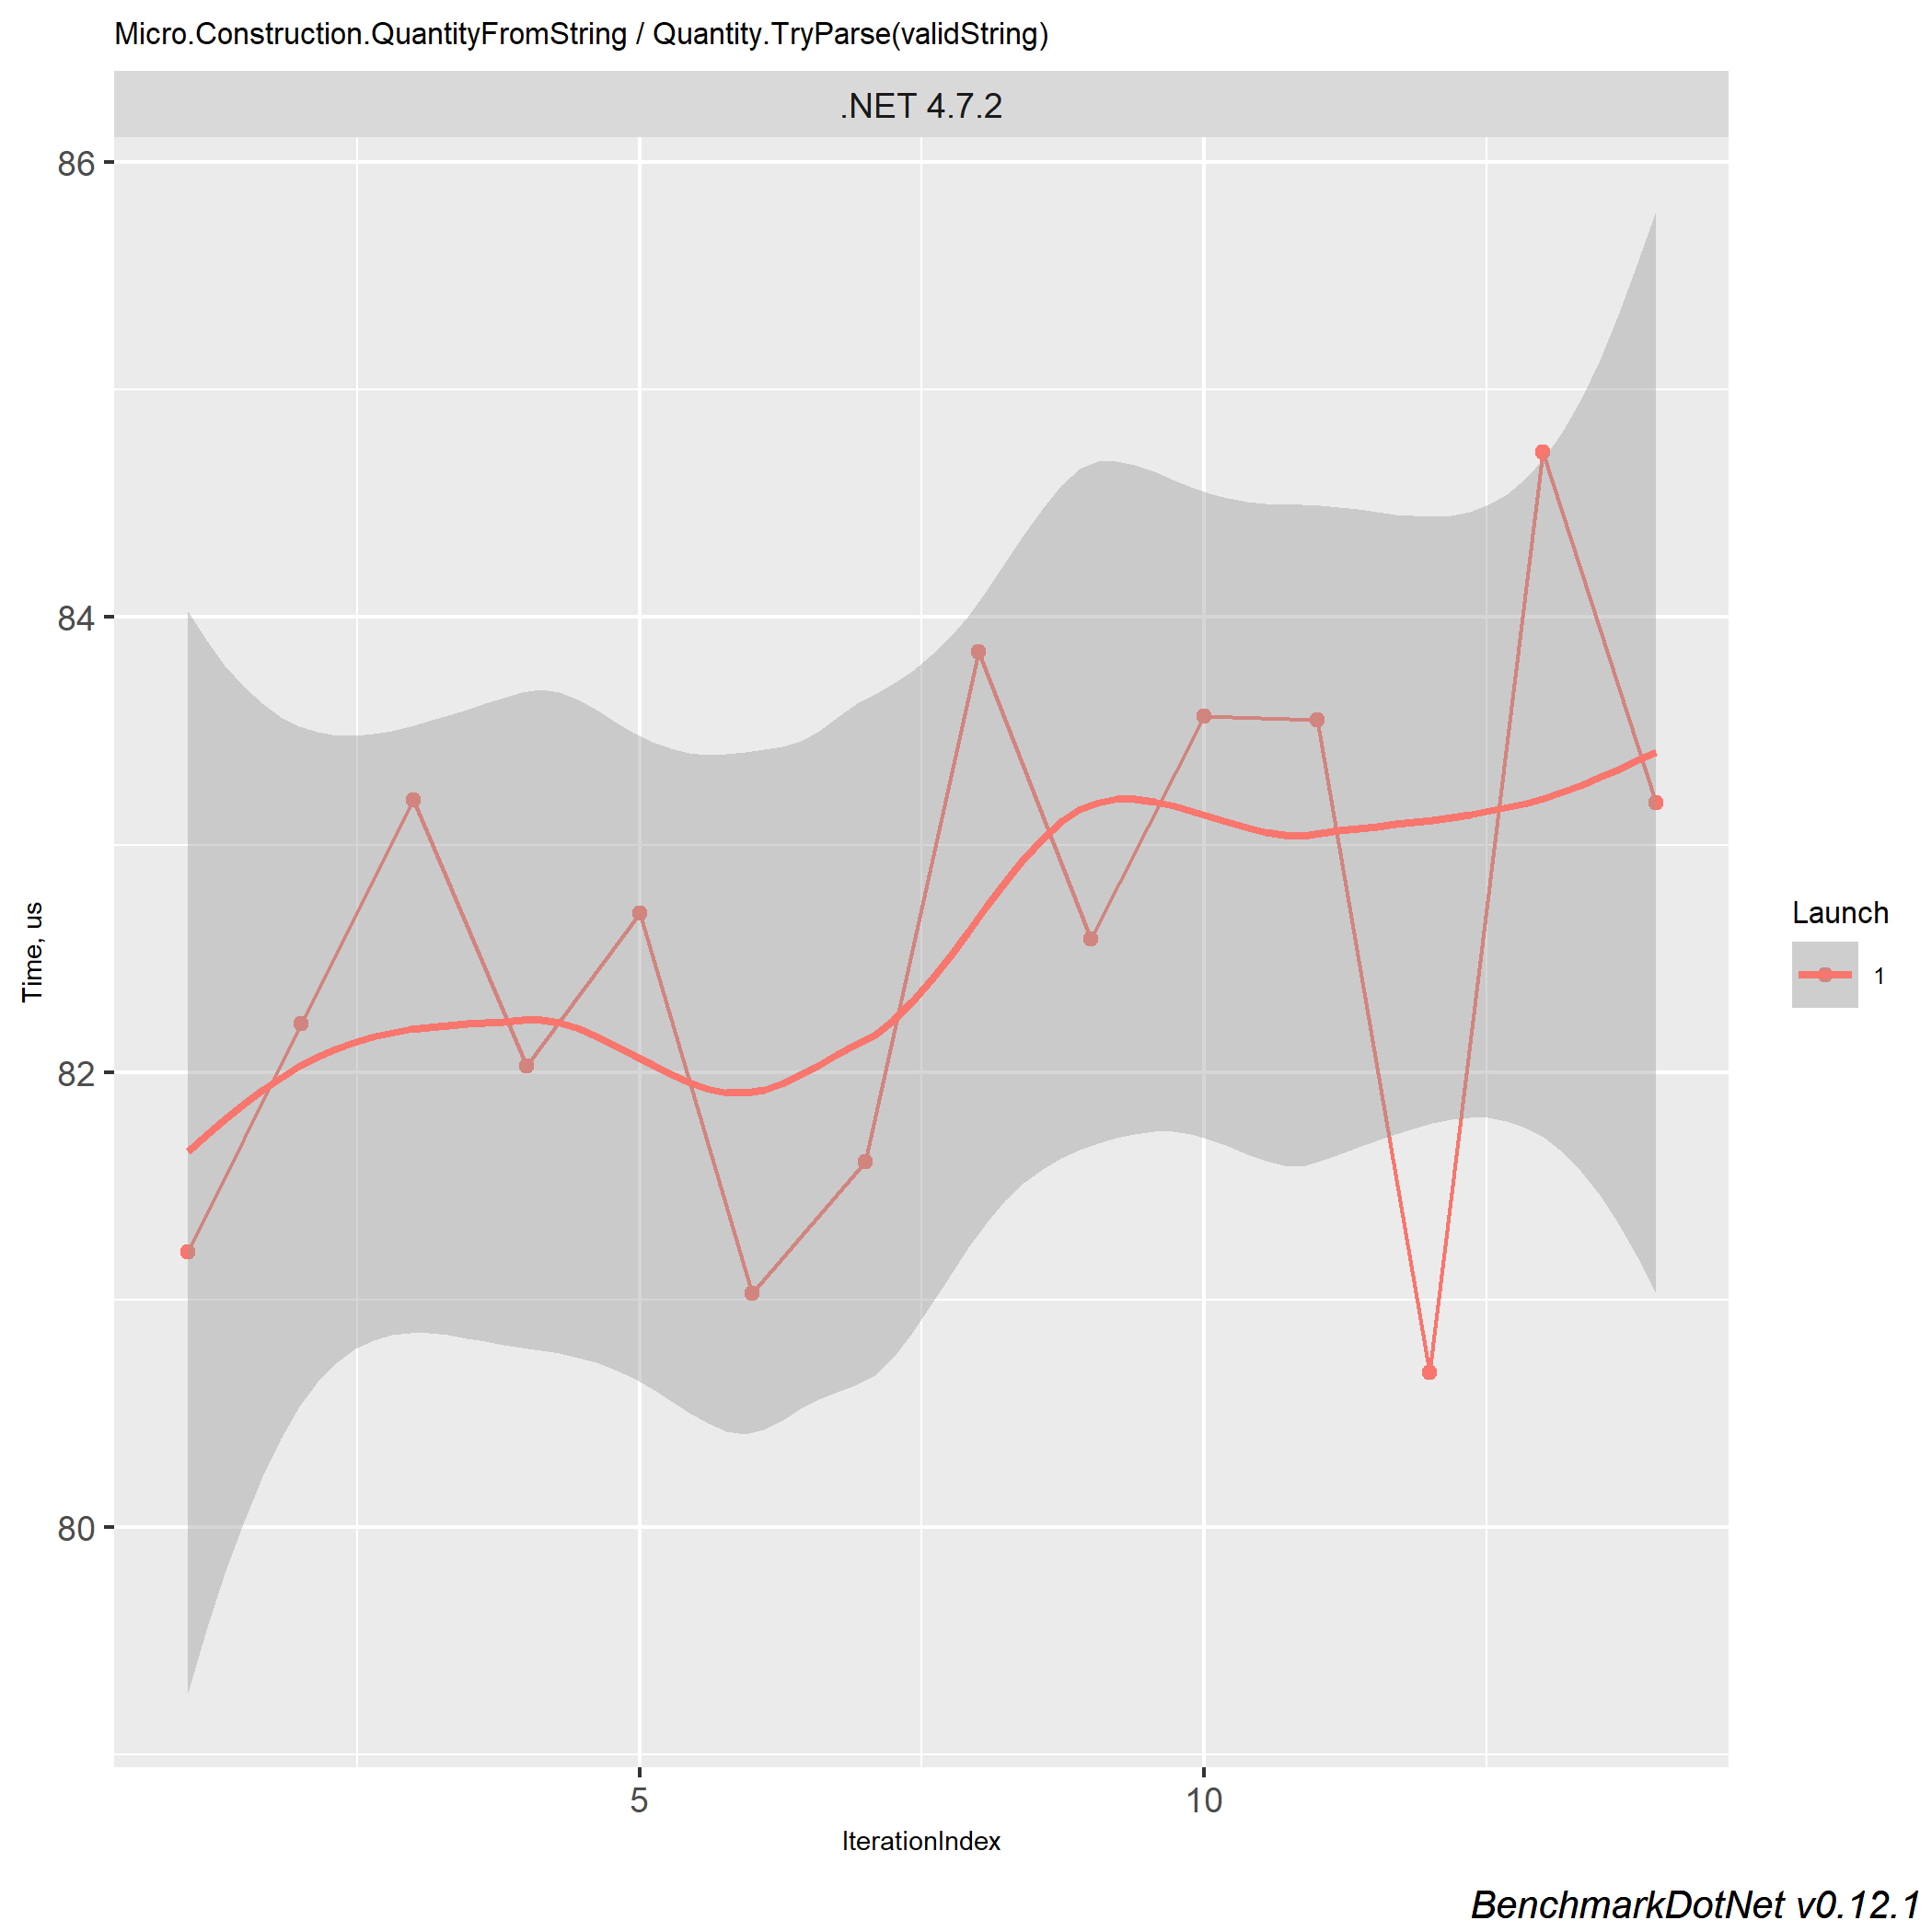 Micro.Construction.QuantityFromString / Quantity.TryParse(validString)
.NET 4.7.2
86
84
82
80
Time, us
5
10
IterationIndex
Launch
1
BenchmarkDotNet v0.12.1